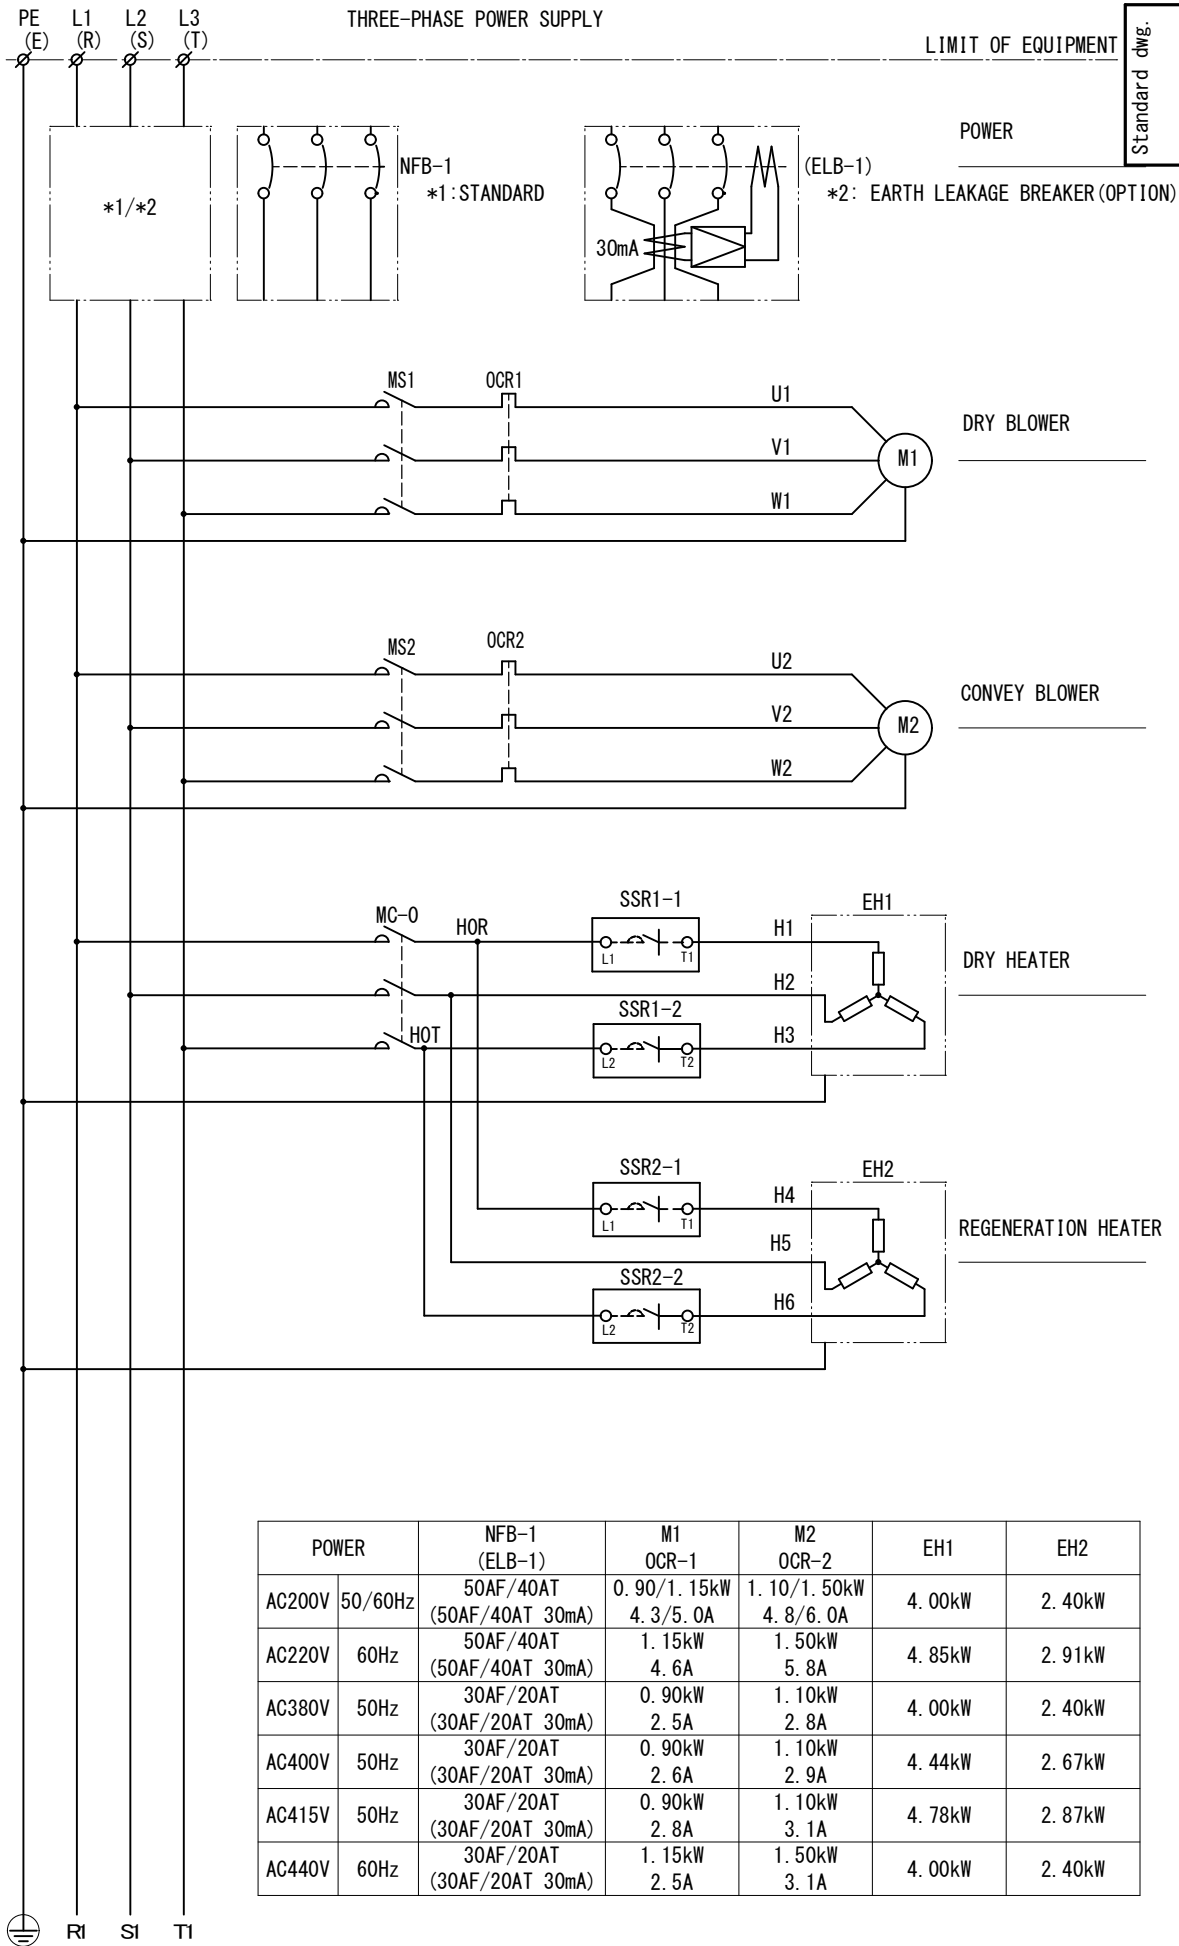 PE L1 L2 L3 THREE-PHASE POWER SUPPLY
(E) (R) (S) (T)
LIMIT OF EQUIPMENT
Standard dwg.
POWER
*1/*2
NFB-1
*1:STANDARD
(ELB-1)
*2: EARTH LEAKAGE BREAKER(OPTION)
30mA
MS1 OCR1 U1
DRY BLOWER
V1 M1
W1
MS2 OCR2 U2
CONVEY BLOWER
V2 M2
W2
SSR1-1 EH1
MC-0 HOR H1
L1 T1
DRY HEATER
H2
SSR1-2
HOT H3
L2 T2
SSR2-1 EH2
H4
L1 T1
REGENERATION HEATER
H5
SSR2-2
H6
L2 T2
POWER NFB-1 M1 M2 EH1 EH2
(ELB-1) OCR-1 OCR-2
AC200V 50/60Hz 50AF/40AT 0.90/1.15kW 1.10/1.50kW 4.00kW 2.40kW
(50AF/40AT 30mA) 4.3/5.0A 4.8/6.0A
AC220V 60Hz 50AF/40AT 1.15kW 1.50kW 4.85kW 2.91kW
(50AF/40AT 30mA) 4.6A 5.8A
AC380V 50Hz 30AF/20AT 0.90kW 1.10kW 4.00kW 2.40kW
(30AF/20AT 30mA) 2.5A 2.8A
AC400V 50Hz 30AF/20AT 0.90kW 1.10kW 4.44kW 2.67kW
(30AF/20AT 30mA) 2.6A 2.9A
AC415V 50Hz 30AF/20AT 0.90kW 1.10kW 4.78kW 2.87kW
(30AF/20AT 30mA) 2.8A 3.1A
AC440V 60Hz 30AF/20AT 1.15kW 1.50kW 4.00kW 2.40kW
(30AF/20AT 30mA) 2.5A 3.1A
R1 S1 T1